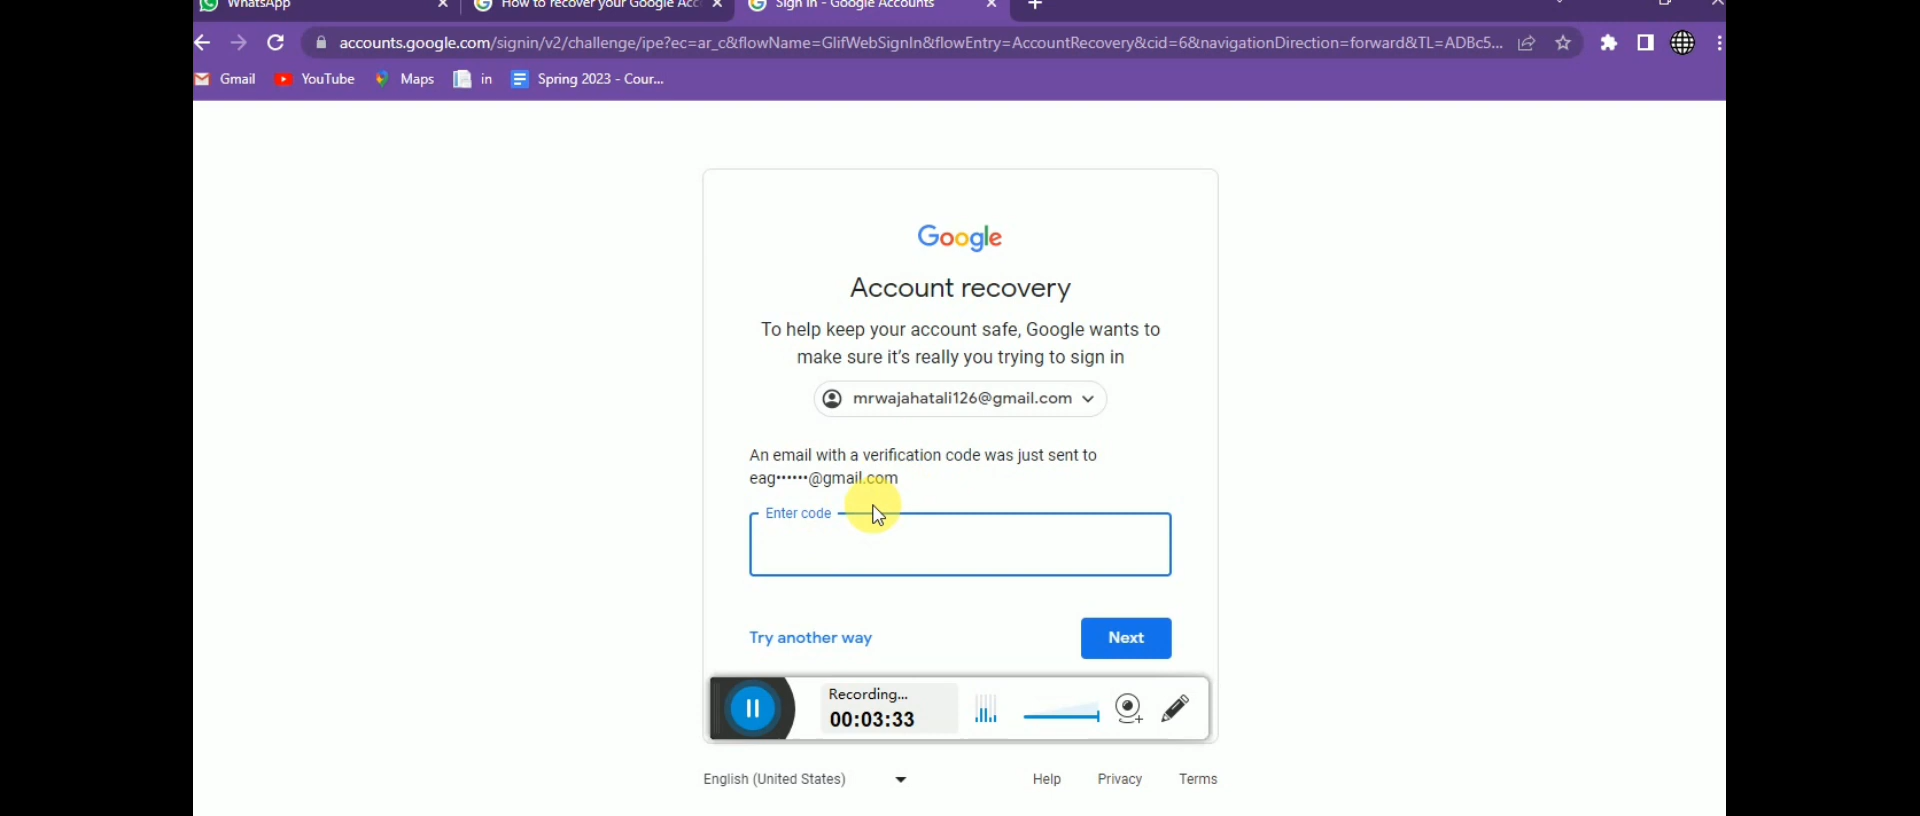 WhatsApp
How to recover your Google Acc
Sign in - Google Accounts
accounts.google.com/signin/v2/challenge/ipe?ec=ar_c&flowName=GlifWebSignIn&flowEntry=AccountRecovery&cid=6&navigationDirection=forward&TL=ADBc5...
Gmail
YouTube
Maps
in
Spring 2023 - Cour...
Google
Account recovery
To help keep your account safe, Google wants to
make sure it's really you trying to sign in
mrwajahatali126@gmail.com
An email with a verification code was just sent to
eag••••••@gmail.com
Enter code
Try another way
Next
Recording...
00:03:33
English (United States)
Help
Privacy
Terms